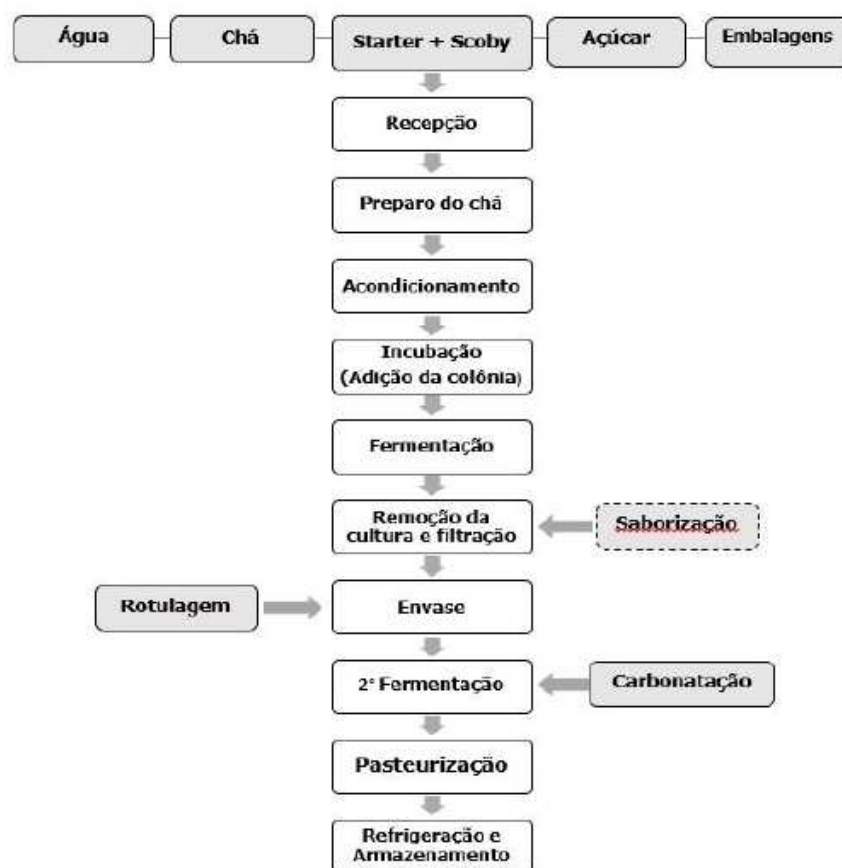 Água
Chá
Starter + Scoby
Açúcar
Embalagens
Recepção
Preparo do chá
Acondicionamento
Incubação
(Adição da colônia)
Fermentação
Remoção da
cultura e filtração
Saborização
Rotulagem
Envase
2° Fermentação
Carbonatação
Pasteurização
Refrigeração e
Armazenamento